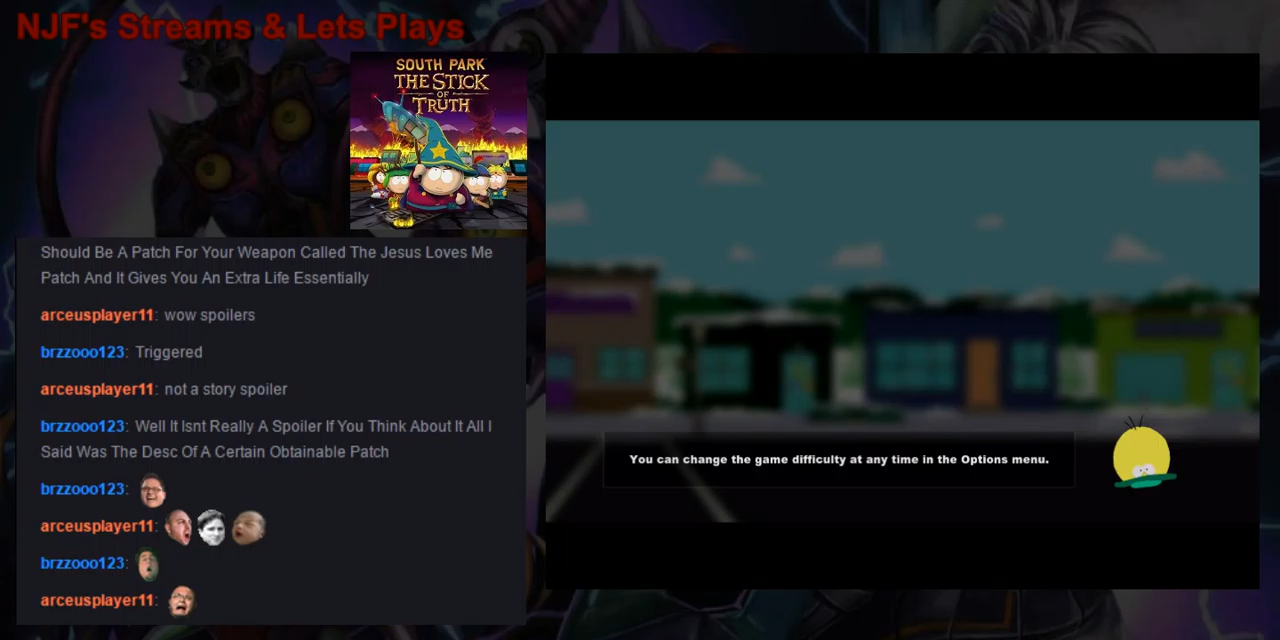 NJF's Streams & Lets Plays
SOUTH PARK
THE STICK
OF
TRUTH
Should Be A Patch For Your Weapon Called The Jesus Loves Me
Patch And It Gives You An Extra Life Essentially
arceusplayer11: wow spoilers
brzzooo123: Triggered
arceusplayer11: not a story spoiler
brzzooo123: Well It Isnt Really A Spoiler If You Think About It All I
Said Was The Desc Of A Certain Obtainable Patch
brzzooo123:
arceusplayer11:
brzzooo123:
arceusplayer11:
You can change the game difficulty at any time in the Options menu.